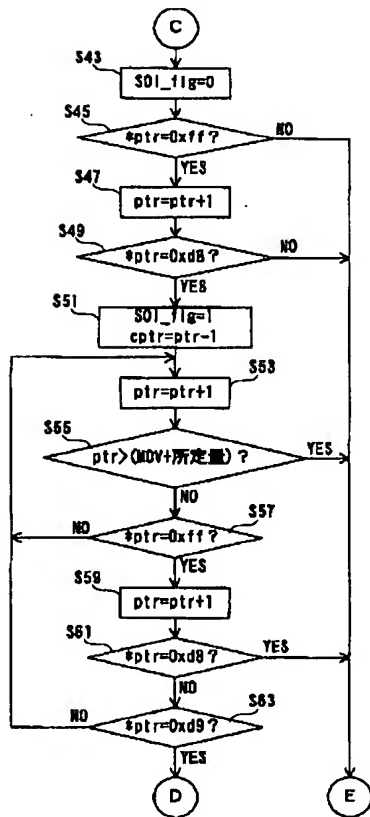 C
S43
SOI_flg=0
S45
*ptr=0xff?
NO
YES
S47
ptr=ptr+1
S49
*ptr=0xd8?
NO
YES
S51
SOI_flg=1
cptr=ptr-1
S53
ptr=ptr+1
S55
ptr>(MDV+所定量)?
YES
NO
S57
NO
*ptr=0xff?
YES
S59
ptr=ptr+1
S61
*ptr=0xd8?
YES
NO
S63
NO
*ptr=0xd9?
YES
D
E